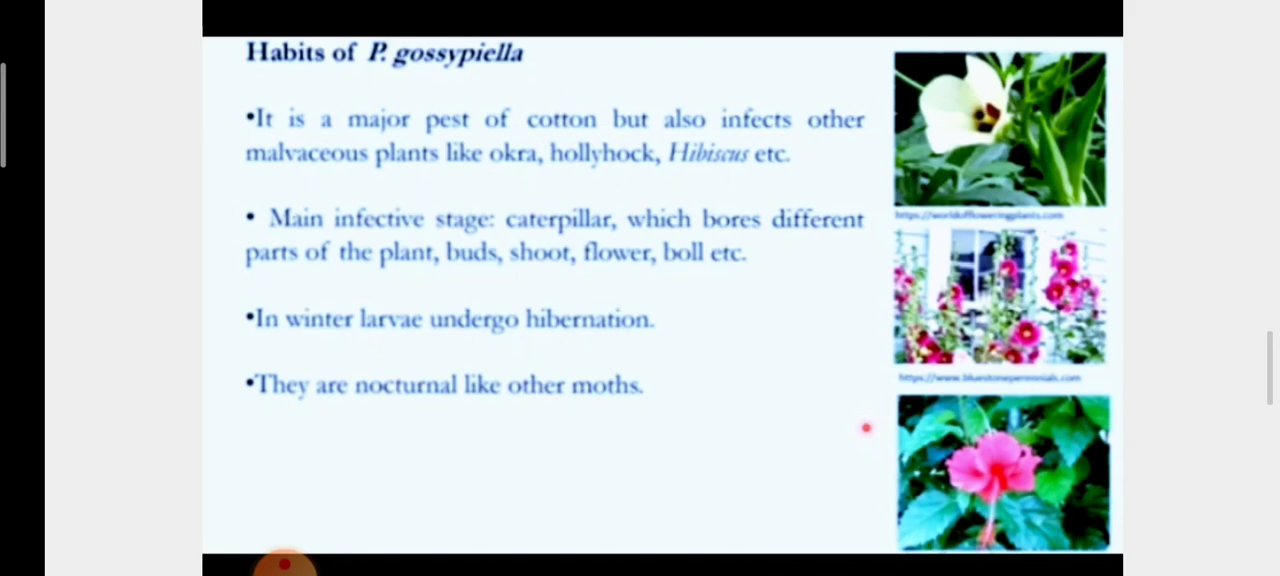 Habits of P. gossypiella
•It is a major pest of cotton but also infects other
malvaceous plants like okra, hollyhock, Hibiscus etc.
• Main infective stage: caterpillar, which bores different
parts of the plant, buds, shoot, flower, boll etc.
https://worldoffloweringplants.com
•In winter larvae undergo hibernation.
https://www.bluestoneperennials.com
•They are nocturnal like other moths.